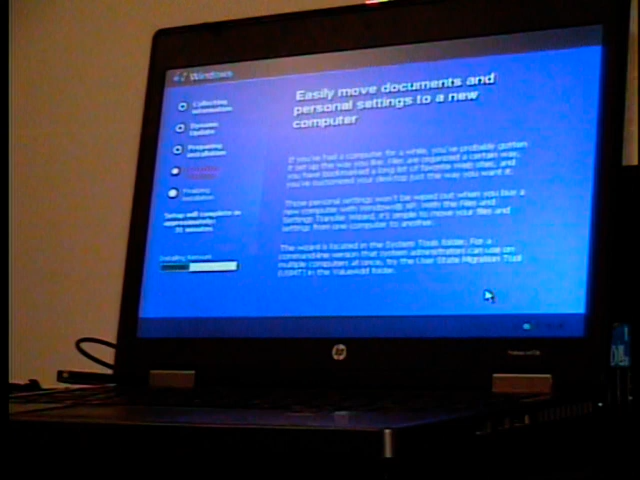 Windows
Collecting
information
Dynamic
Update
Preparing
installation
Installing
Windows
Finalizing
installation
Setup will complete in
approximately:
31 minutes
Installing Network
Easily move documents and
personal settings to a new
computer
If you've had a computer for a while, you've probably gotten
it set up the way you like. Files are organized a certain way,
you have bookmarked a long list of favorite Web sites, and
you've customized your desktop just the way you want it.
Those personal settings won't be wiped out when you buy a
new computer with Windows With the Files and
Settings Transfer Wizard, it's simple to move your files and
settings from one computer to another.
The wizard is located in the System Tools folder. For a
command-line version that system administrators can use on
multiple computers at once, try the User State Migration Tool
(USMT) in the ValueAdd folder.
hp